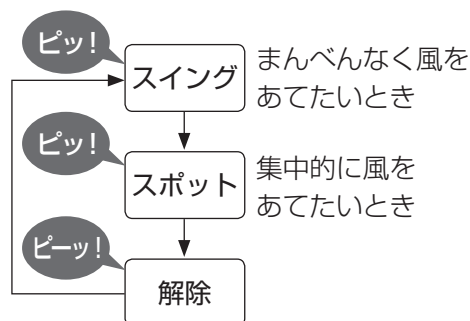 ピッ!
スイング
まんべんなく風を
あてたいとき
ピッ!
スポット
集中的に風を
あてたいとき
ピーッ!
解除